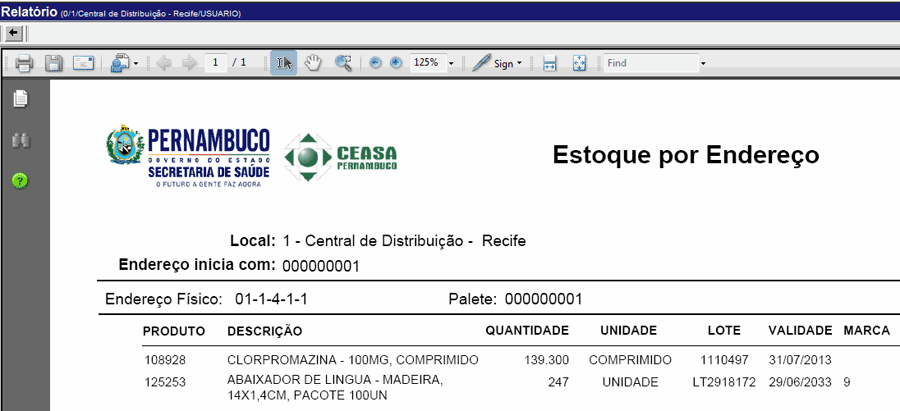 Relatório (0/1/Central de Distribuição - Recife/USUARIO)
1 / 1 125% Sign Find
PERNAMBUCO
GOVERNO DO ESTADO
SECRETARIA DE SAÚDE
O FUTURO A GENTE FAZ AGORA
CEASA
PERNAMBUCO
Estoque por Endereço
Local: 1 - Central de Distribuição - Recife
Endereço inicia com: 000000001
Endereço Físico: 01-1-4-1-1 Palete: 000000001
PRODUTO DESCRIÇÃO QUANTIDADE UNIDADE LOTE VALIDADE MARCA
108928 CLORPROMAZINA - 100MG, COMPRIMIDO 139.300 COMPRIMIDO 1110497 31/07/2013
125253 ABAIXADOR DE LINGUA - MADEIRA, 247 UNIDADE LT2918172 29/06/2033 9
14X1,4CM, PACOTE 100UN